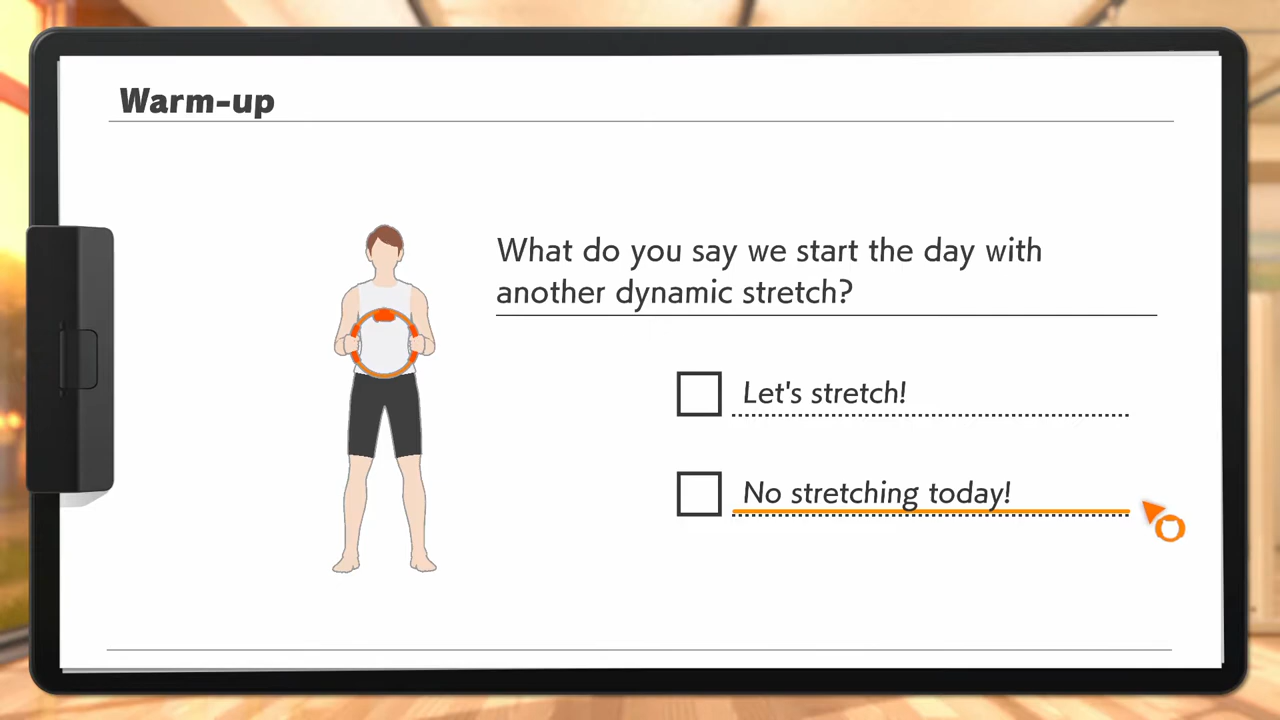 Warm-up
What do you say we start the day with
another dynamic stretch?
Let's stretch!
No stretching today!